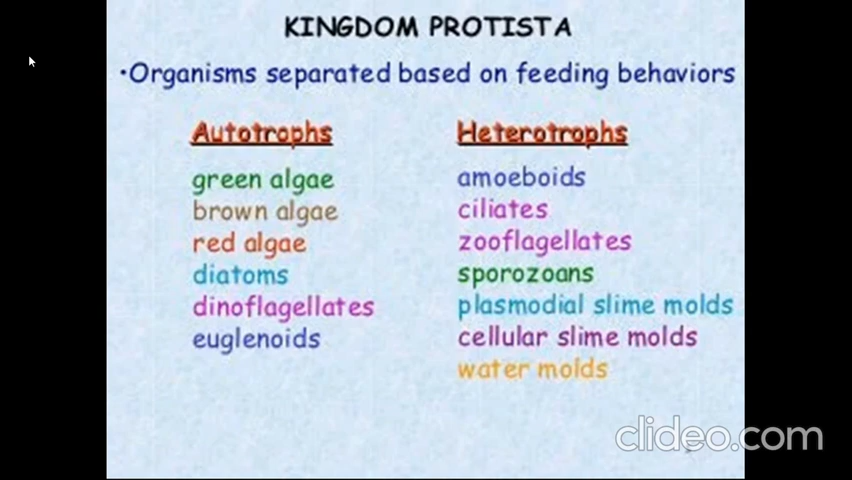 KINGDOM PROTISTA
•Organisms separated based on feeding behaviors
Autotrophs
green algae
brown algae
red algae
diatoms
dinoflagellates
euglenoids
Heterotrophs
amoeboids
ciliates
zooflagellates
sporozoans
plasmodial slime molds
cellular slime molds
water molds
clideo.com